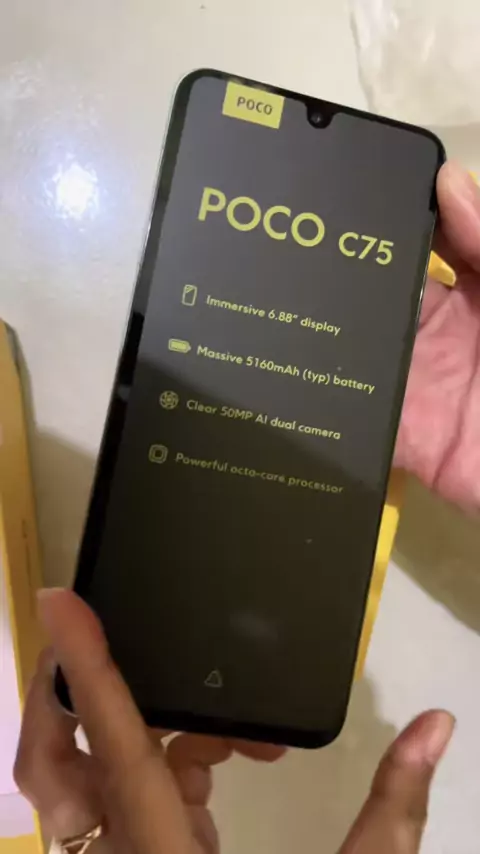 POCO
POCO C75
Immersive 6.88" display
Massive 5160mAh (typ) battery
Clear 50MP AI dual camera
Powerful octa-core processor